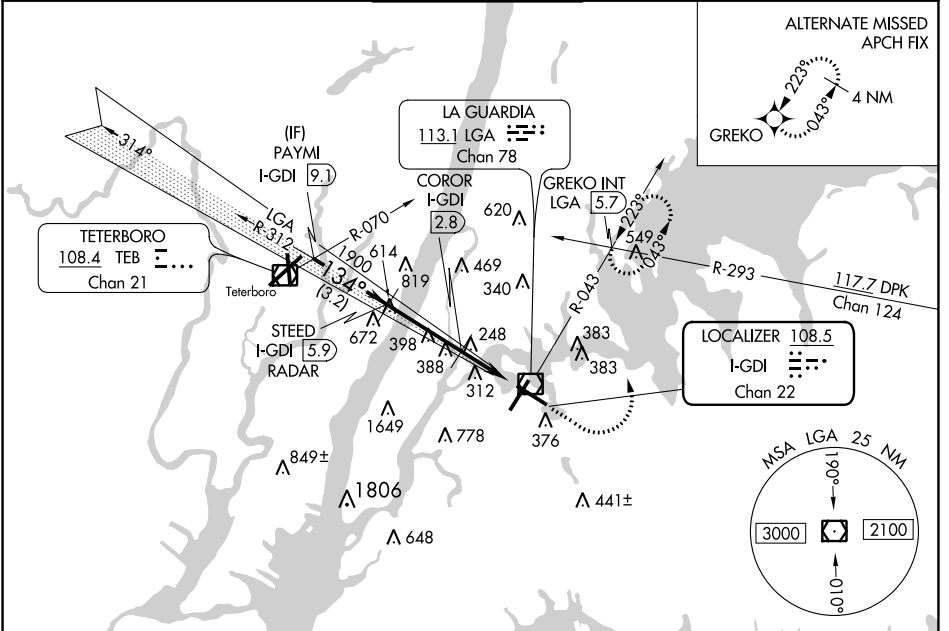 ALTERNATE MISSED
APCH FIX
223°
043°
4 NM
GREKO
LA GUARDIA
113.1 LGA
Chan 78
314°
(IF)
PAYMI
I-GDI 9.1
COROR
I-GDI
2.8
GREKO INT
LGA 5.7
LGA
R-312
R-070
1900
134°
(3.2)
TETERBORO
108.4 TEB
Chan 21
Teterboro
614
819
469
620
340
549
223°
043°
R-043
R-293
117.7 DPK
Chan 124
STEED
I-GDI 5.9
RADAR
672
398
388
248
312
383
383
LOCALIZER 108.5
I-GDI
Chan 22
1649
778
376
849±
1806
648
441±
MSA LGA 25 NM
190°
3000
2100
010°